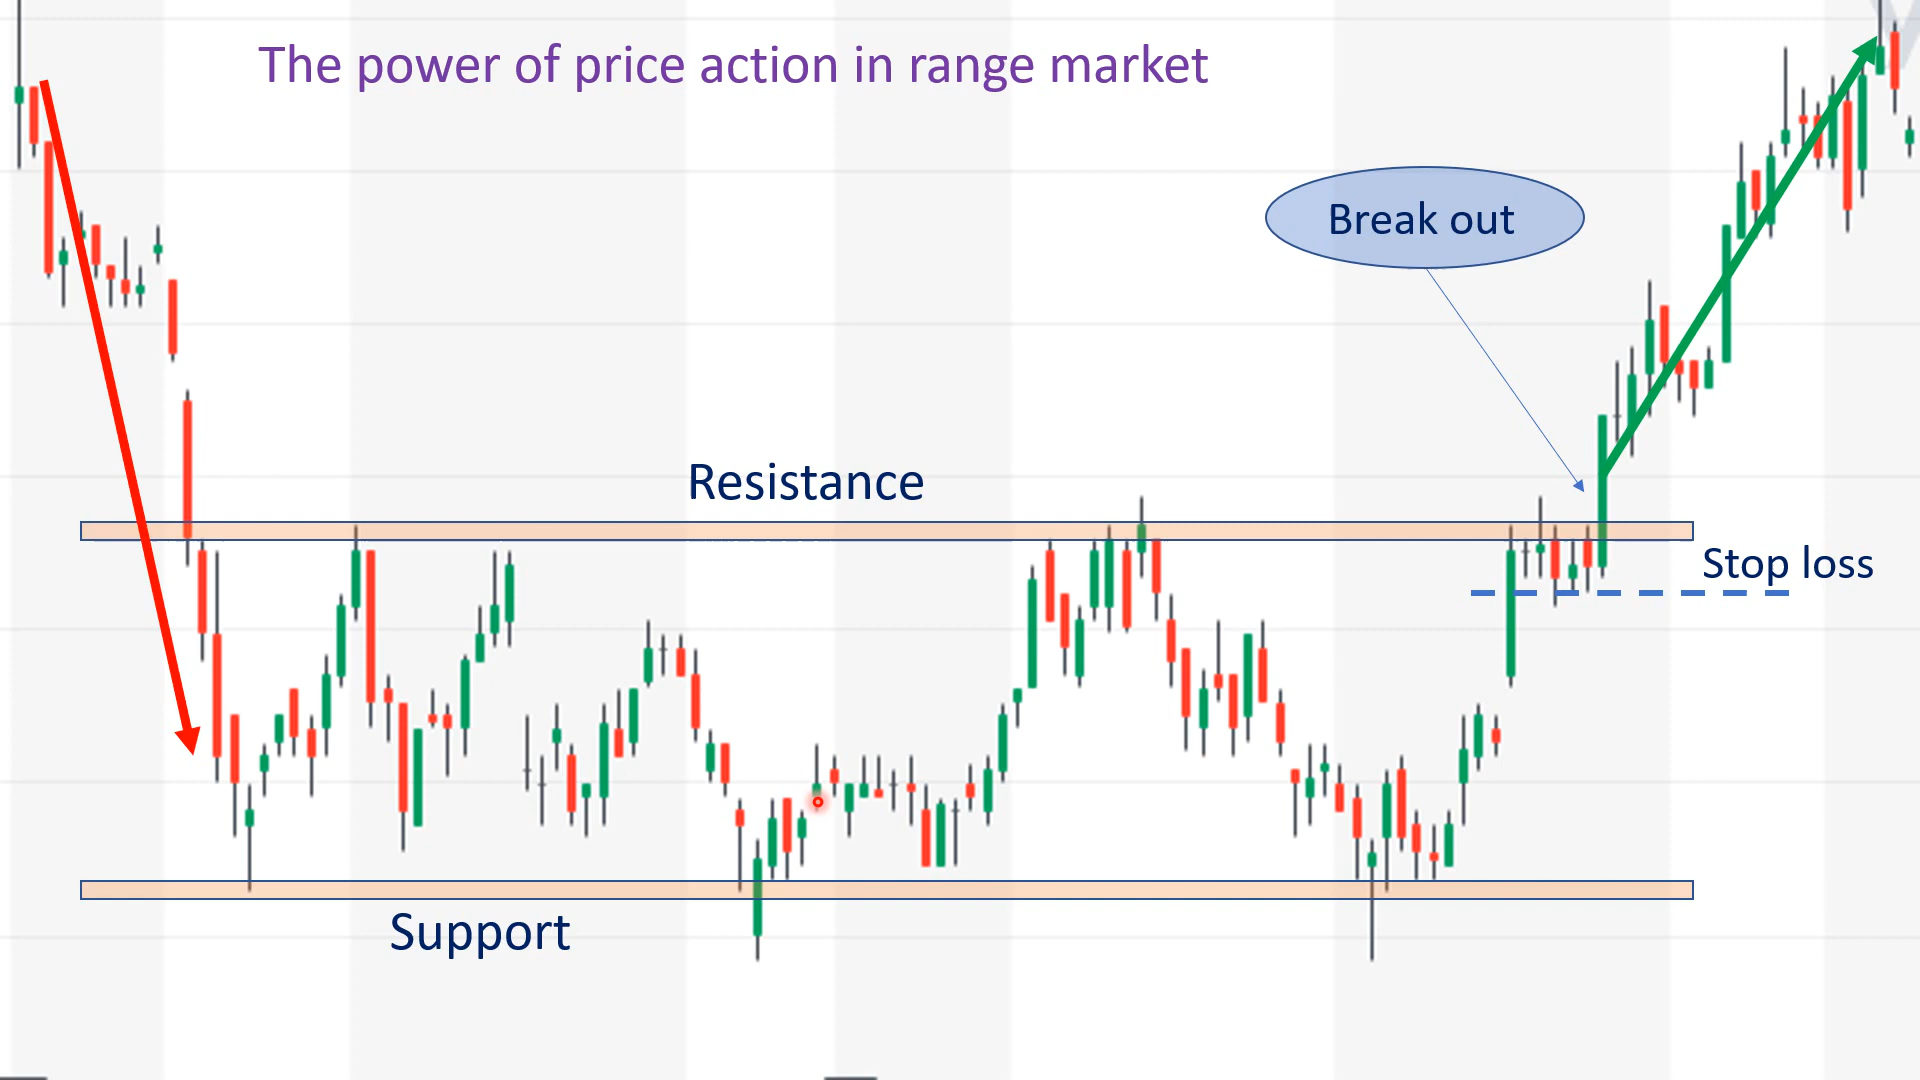 The power of price action in range market
Break out
Resistance
Stop loss
Support